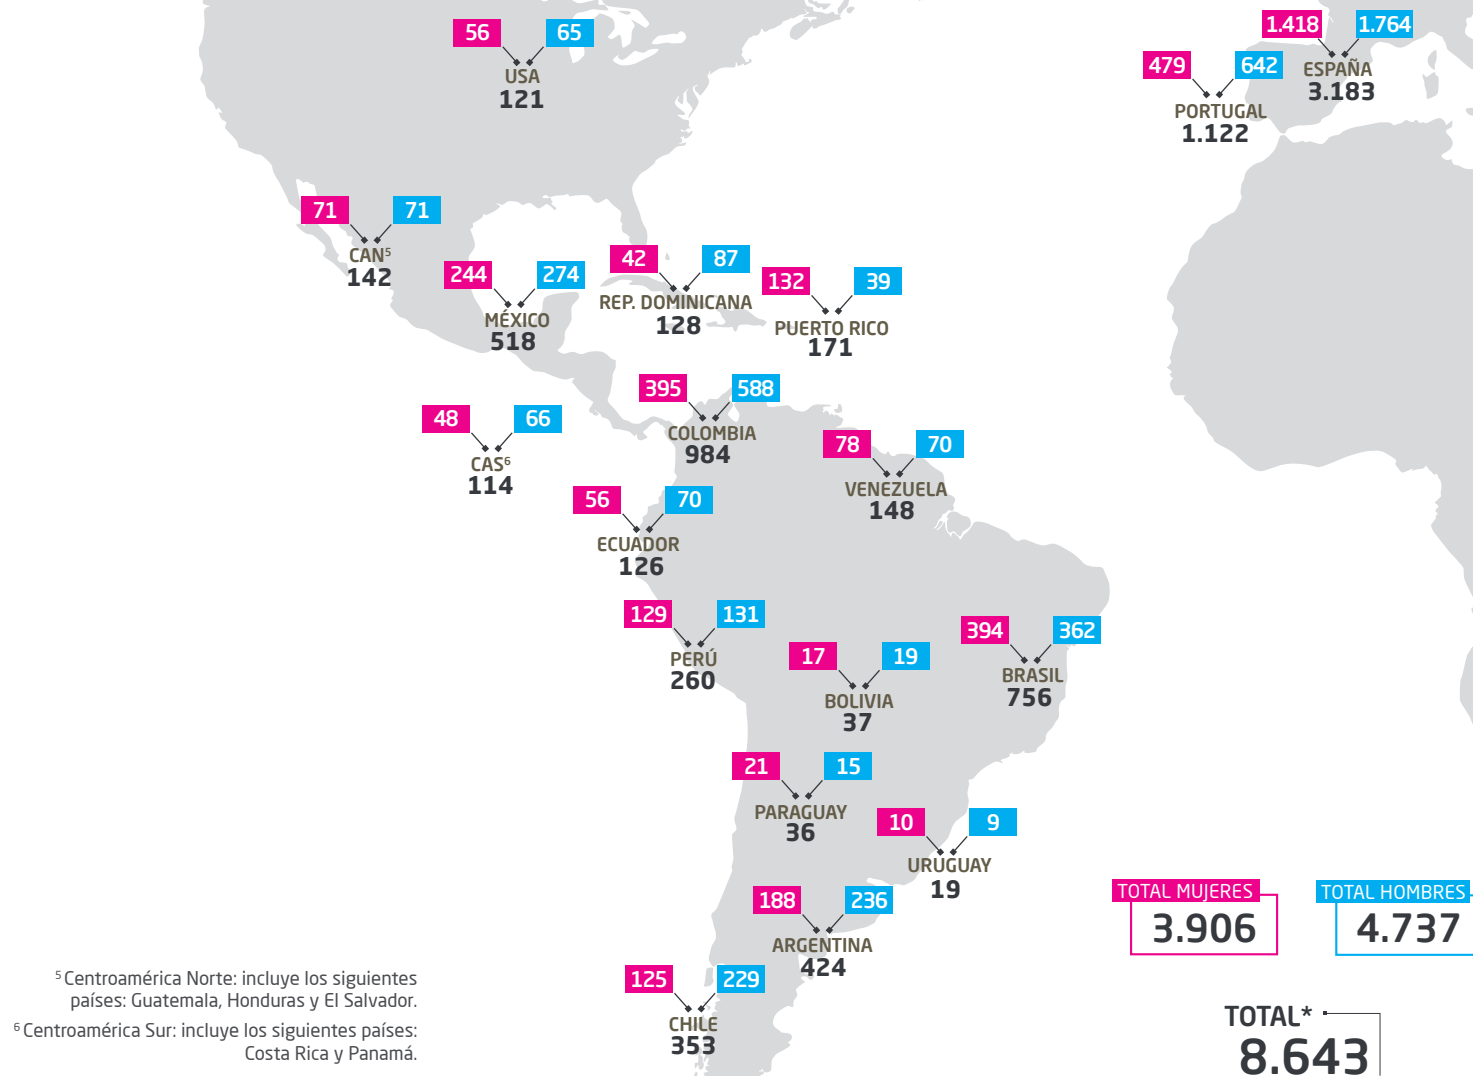 56 65
USA
121
1.418 1.764
ESPAÑA
3.183
479 642
PORTUGAL
1.122
71 71
CAN⁵
142
244 274
MÉXICO
518
42 87
REP. DOMINICANA
128
132 39
PUERTO RICO
171
395 588
COLOMBIA
984
48 66
CAS⁶
114
78 70
VENEZUELA
148
56 70
ECUADOR
126
129 131
PERÚ
260
17 19
BOLIVIA
37
394 362
BRASIL
756
21 15
PARAGUAY
36
10 9
URUGUAY
19
188 236
ARGENTINA
424
125 229
CHILE
353
TOTAL MUJERES
3.906
TOTAL HOMBRES
4.737
TOTAL*
8.643
⁵ Centroamérica Norte: incluye los siguientes
países: Guatemala, Honduras y El Salvador.
⁶ Centroamérica Sur: incluye los siguientes países:
Costa Rica y Panamá.